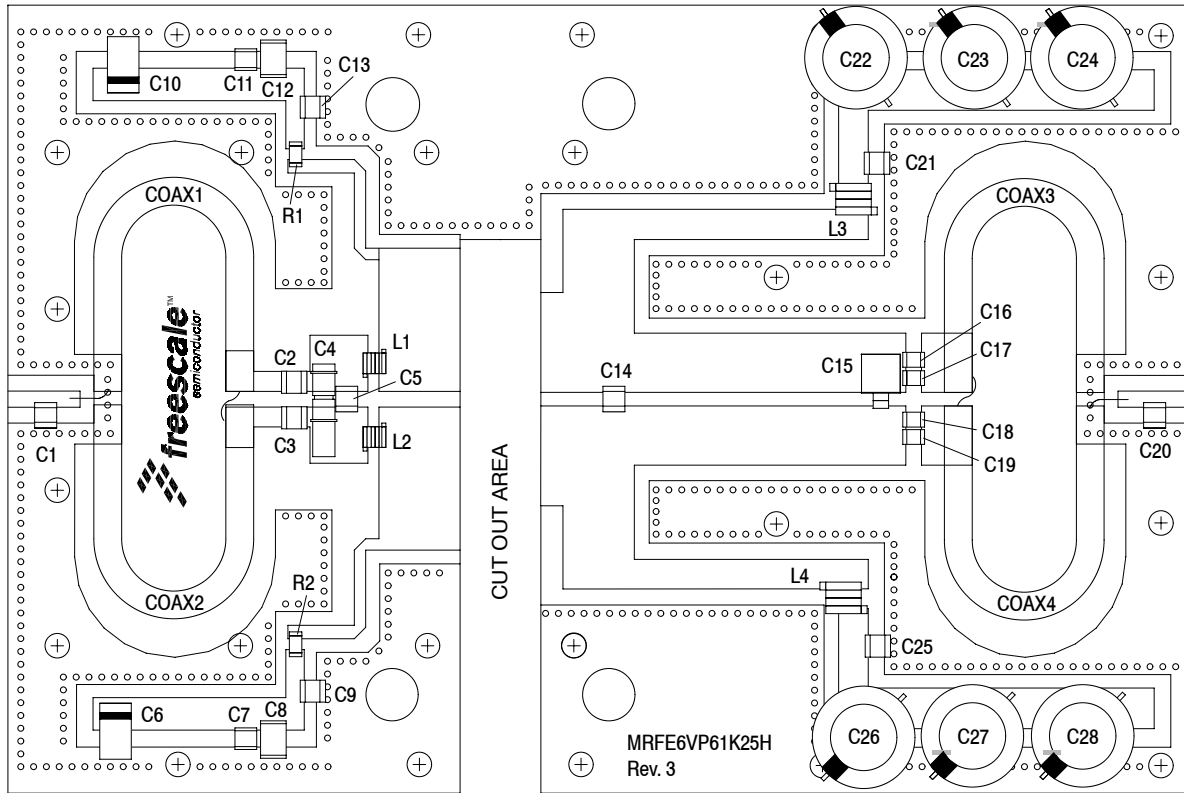 C10
C11
C12
C13
R1
COAX1
freescale™
semiconductor
C2
C4
L1
C5
C3
L2
C1
COAX2
R2
C6
C7
C8
C9
CUT OUT AREA
C22
C23
C24
C21
L3
COAX3
C16
C17
C15
C14
C18
C19
C20
L4
COAX4
C25
C26
C27
C28
MRFE6VP61K25H
Rev. 3